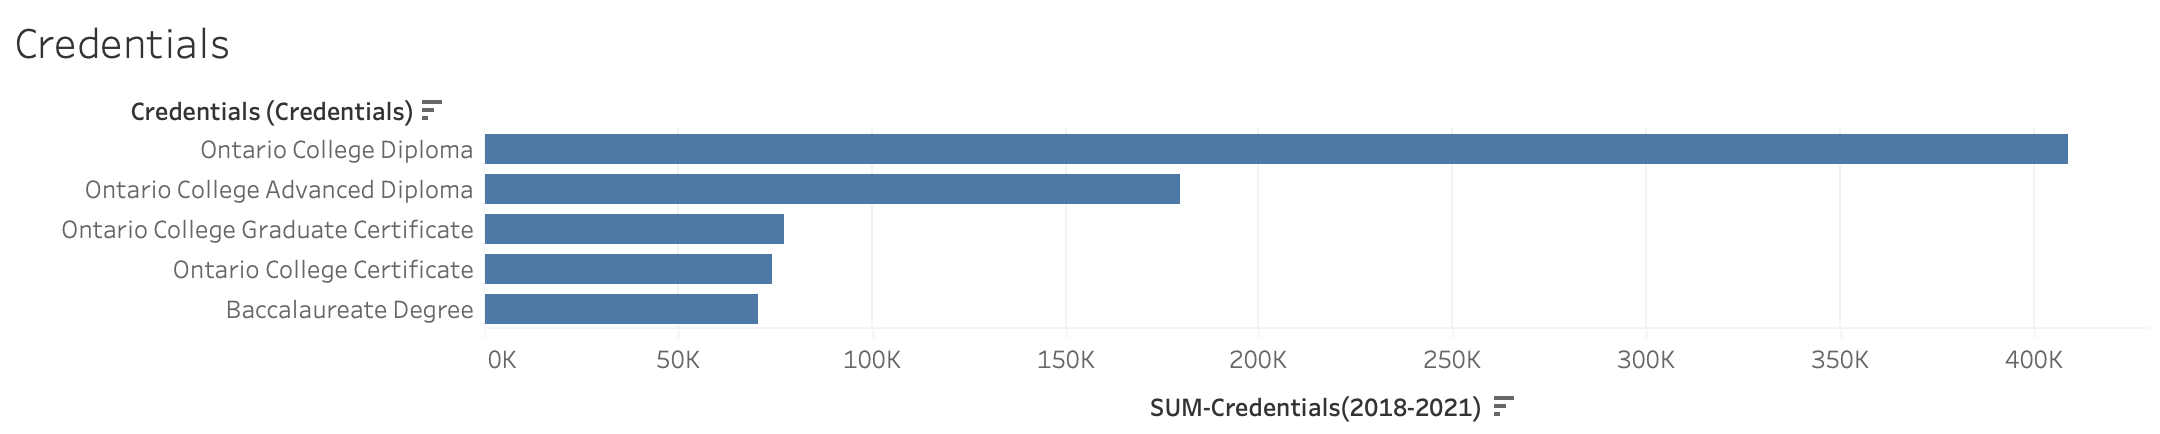 Credentials
Credentials (Credentials)
Ontario College Diploma
Ontario College Advanced Diploma
Ontario College Graduate Certificate
Ontario College Certificate
Baccalaureate Degree
0K 50K 100K 150K 200K 250K 300K 350K 400K
SUM-Credentials(2018-2021)